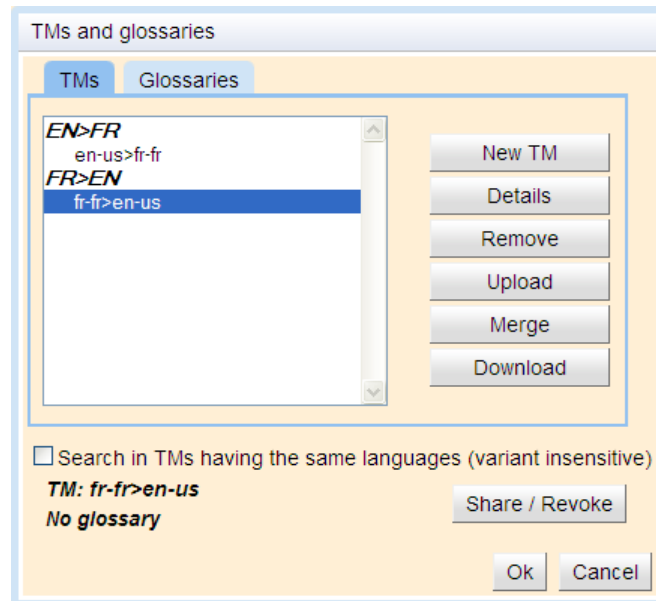 TMs and glossaries
TMs
Glossaries
EN>FR
en-us>fr-fr
FR>EN
fr-fr>en-us
New TM
Details
Remove
Upload
Merge
Download
Search in TMs having the same languages (variant insensitive)
TM: fr-fr>en-us
No glossary
Share / Revoke
Ok
Cancel